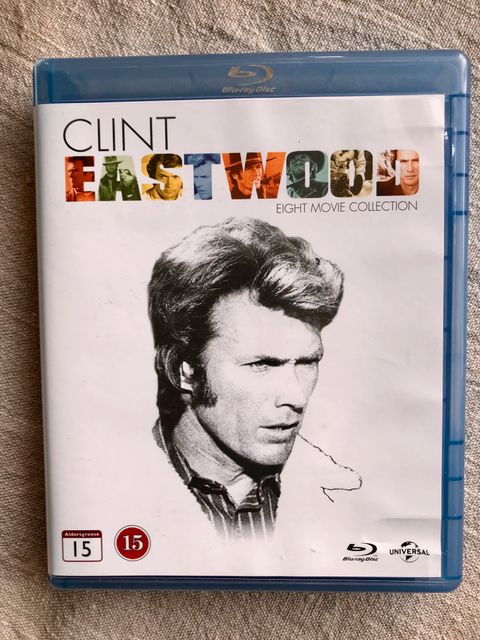 Blu-ray Disc
CLINT
EASTWOOD
EIGHT MOVIE COLLECTION
Aldersgrense
15
15
Blu-ray Disc
UNIVERSAL